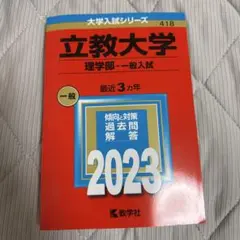 大学入試シリーズ
418
立教大学
理学部－一般入試
最近3カ年
一般
傾向と対策
過去問
解答
2023
教学社